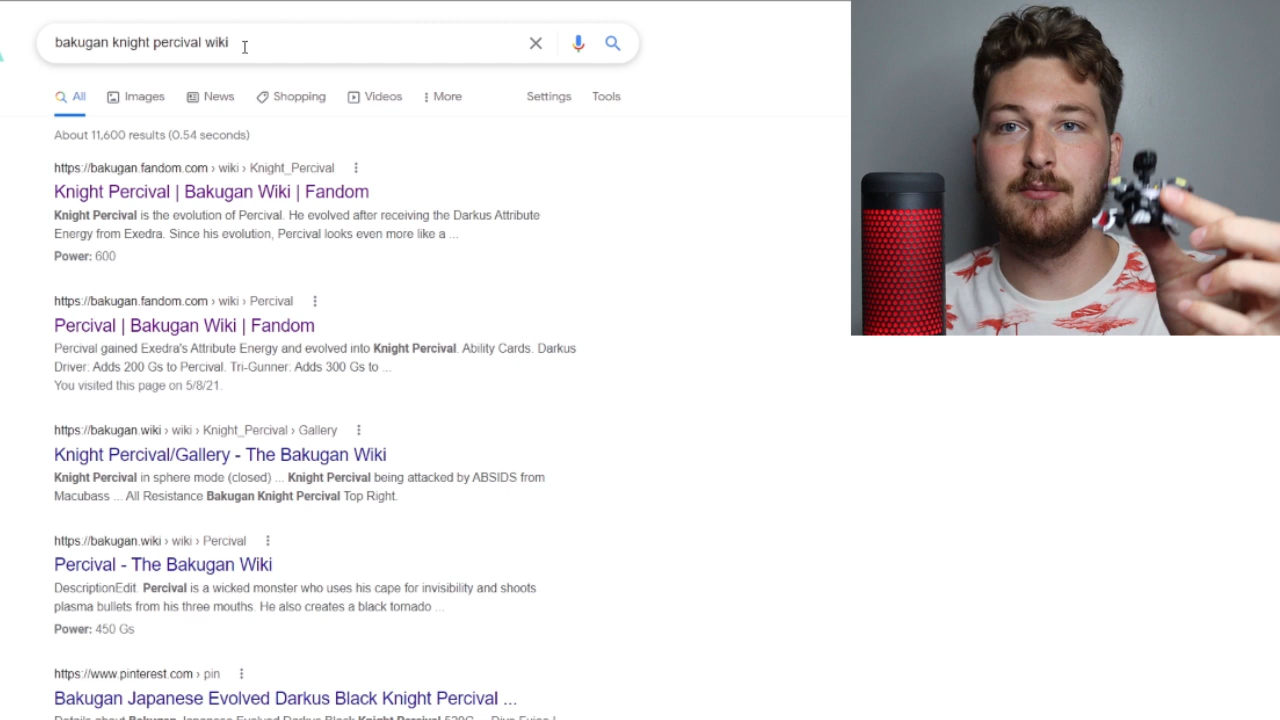 bakugan knight percival wiki
All Images News Shopping Videos More Settings Tools
About 11,600 results (0.54 seconds)
https://bakugan.fandom.com › wiki › Knight_Percival
Knight Percival | Bakugan Wiki | Fandom
Knight Percival is the evolution of Percival. He evolved after receiving the Darkus Attribute
Energy from Exedra. Since his evolution, Percival looks even more like a ...
Power: 600
https://bakugan.fandom.com › wiki › Percival
Percival | Bakugan Wiki | Fandom
Percival gained Exedra's Attribute Energy and evolved into Knight Percival. Ability Cards. Darkus
Driver: Adds 200 Gs to Percival. Tri-Gunner: Adds 300 Gs to ...
You visited this page on 5/8/21.
https://bakugan.wiki › wiki › Knight_Percival › Gallery
Knight Percival/Gallery - The Bakugan Wiki
Knight Percival in sphere mode (closed) ... Knight Percival being attacked by ABSIDS from
Macubass ... All Resistance Bakugan Knight Percival Top Right.
https://bakugan.wiki › wiki › Percival
Percival - The Bakugan Wiki
DescriptionEdit. Percival is a wicked monster who uses his cape for invisibility and shoots
plasma bullets from his three mouths. He also creates a black tornado ...
Power: 450 Gs
https://www.pinterest.com › pin
Bakugan Japanese Evolved Darkus Black Knight Percival ...